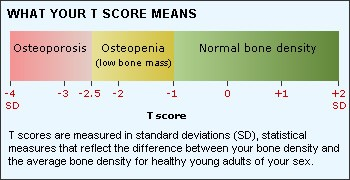 WHAT YOUR T SCORE MEANS
Osteoporosis Osteopenia Normal bone density
(low bone mass)
-4 -3 -2.5 -2 -1 0 +1 +2
SD SD
T score
T scores are measured in standard deviations (SD), statistical
measures that reflect the difference between your bone density and
the average bone density for healthy young adults of your sex.